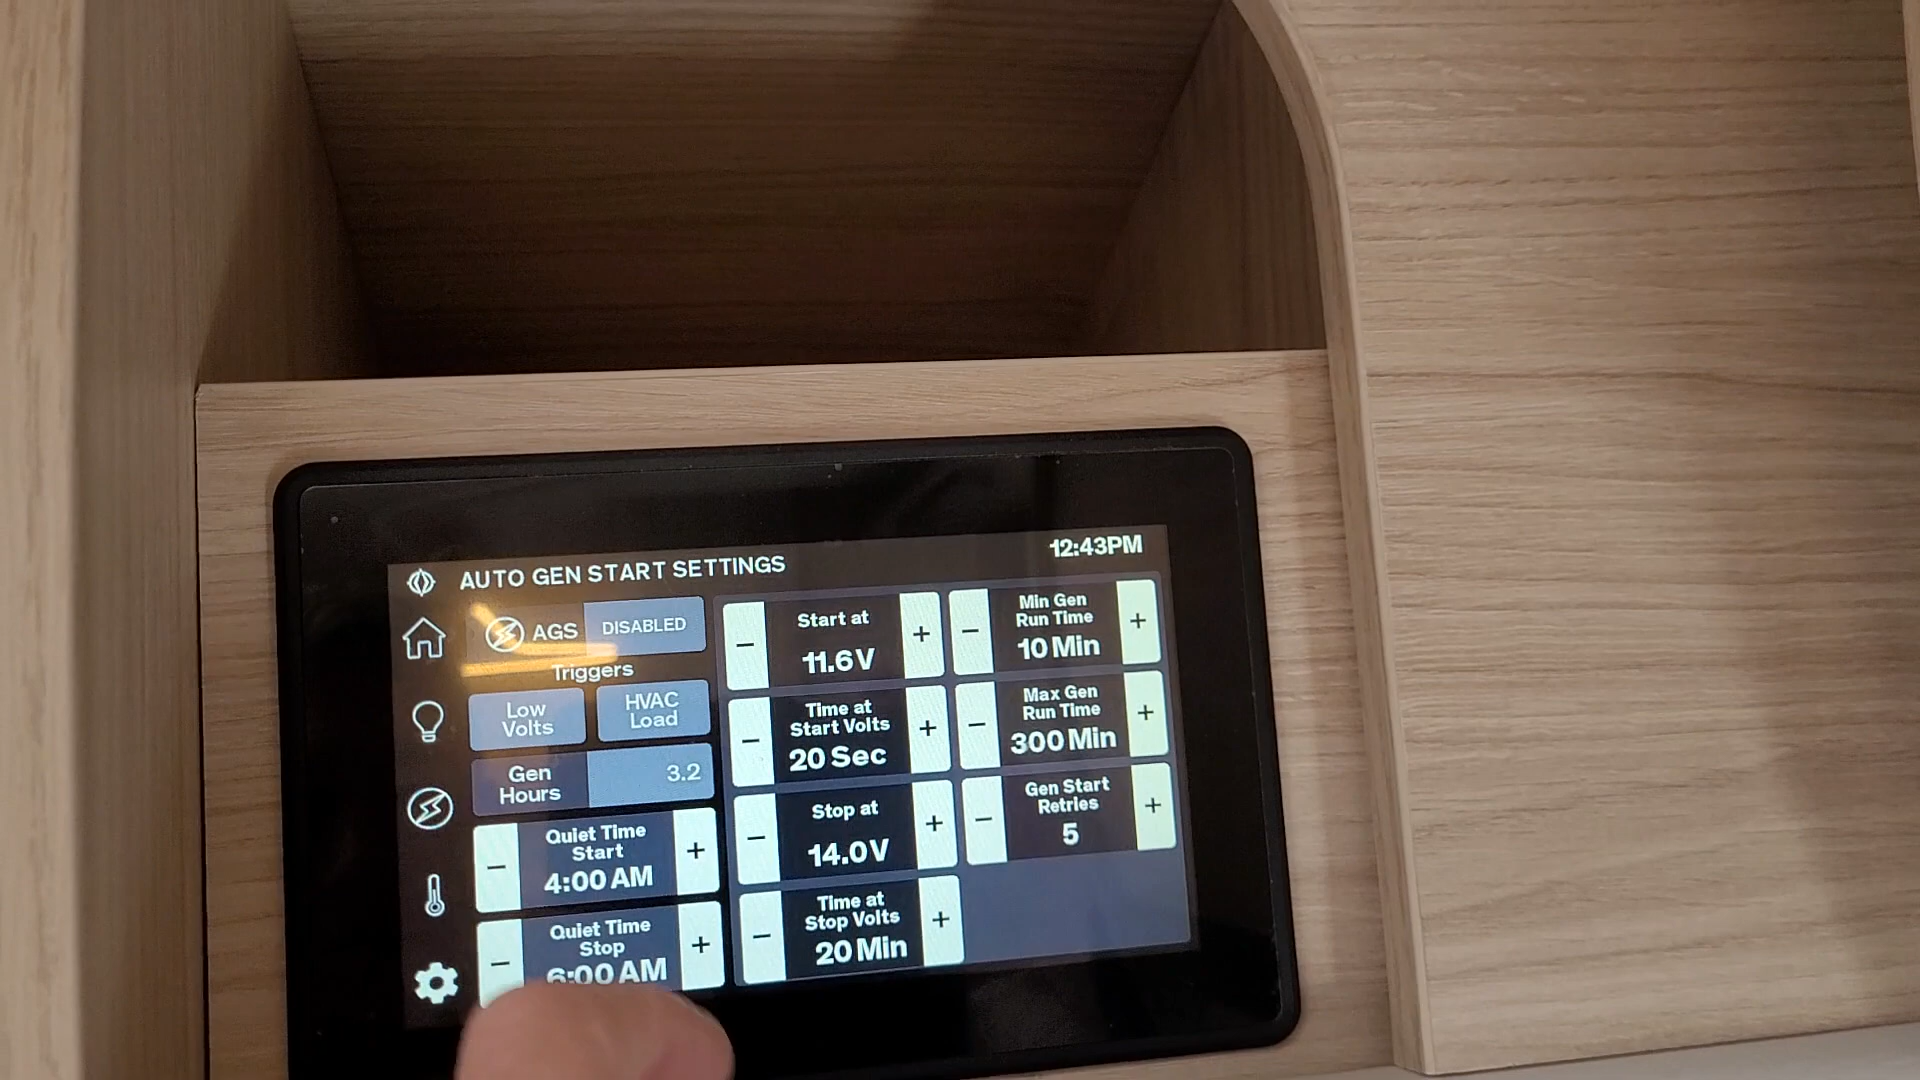 AUTO GEN START SETTINGS
12:43PM
AGS
DISABLED
Triggers
Low
Volts
HVAC
Load
Gen
Hours
3.2
-
Quiet Time
Start
4:00 AM
+
-
Quiet Time
Stop
6:00 AM
+
-
Start at
11.6V
+
-
Time at
Start Volts
20 Sec
+
-
Stop at
14.0V
+
-
Time at
Stop Volts
20 Min
+
-
Min Gen
Run Time
10 Min
+
-
Max Gen
Run Time
300 Min
+
-
Gen Start
Retries
5
+